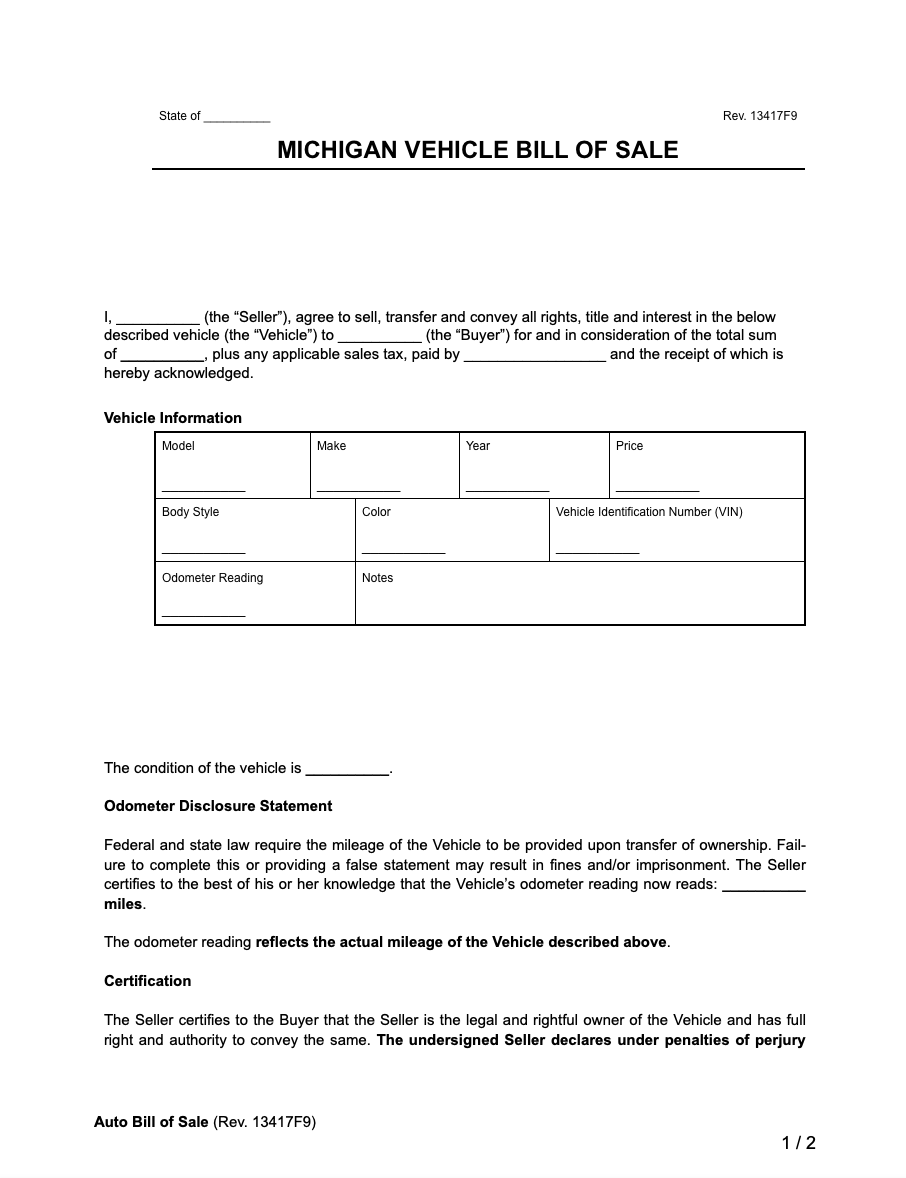 State of __________ Rev. 13417F9
MICHIGAN VEHICLE BILL OF SALE
I, __________ (the “Seller”), agree to sell, transfer and convey all rights, title and interest in the below
described vehicle (the “Vehicle”) to __________ (the “Buyer”) for and in consideration of the total sum
of __________, plus any applicable sales tax, paid by _________________ and the receipt of which is
hereby acknowledged.
Vehicle Information
Model Make Year Price
__________ __________ __________ __________
Body Style Color Vehicle Identification Number (VIN)
__________ __________ __________
Odometer Reading Notes
__________
The condition of the vehicle is __________.
Odometer Disclosure Statement
Federal and state law require the mileage of the Vehicle to be provided upon transfer of ownership. Fail-
ure to complete this or providing a false statement may result in fines and/or imprisonment. The Seller
certifies to the best of his or her knowledge that the Vehicle’s odometer reading now reads: __________
miles.
The odometer reading reflects the actual mileage of the Vehicle described above.
Certification
The Seller certifies to the Buyer that the Seller is the legal and rightful owner of the Vehicle and has full
right and authority to convey the same. The undersigned Seller declares under penalties of perjury
Auto Bill of Sale (Rev. 13417F9)
1 / 2